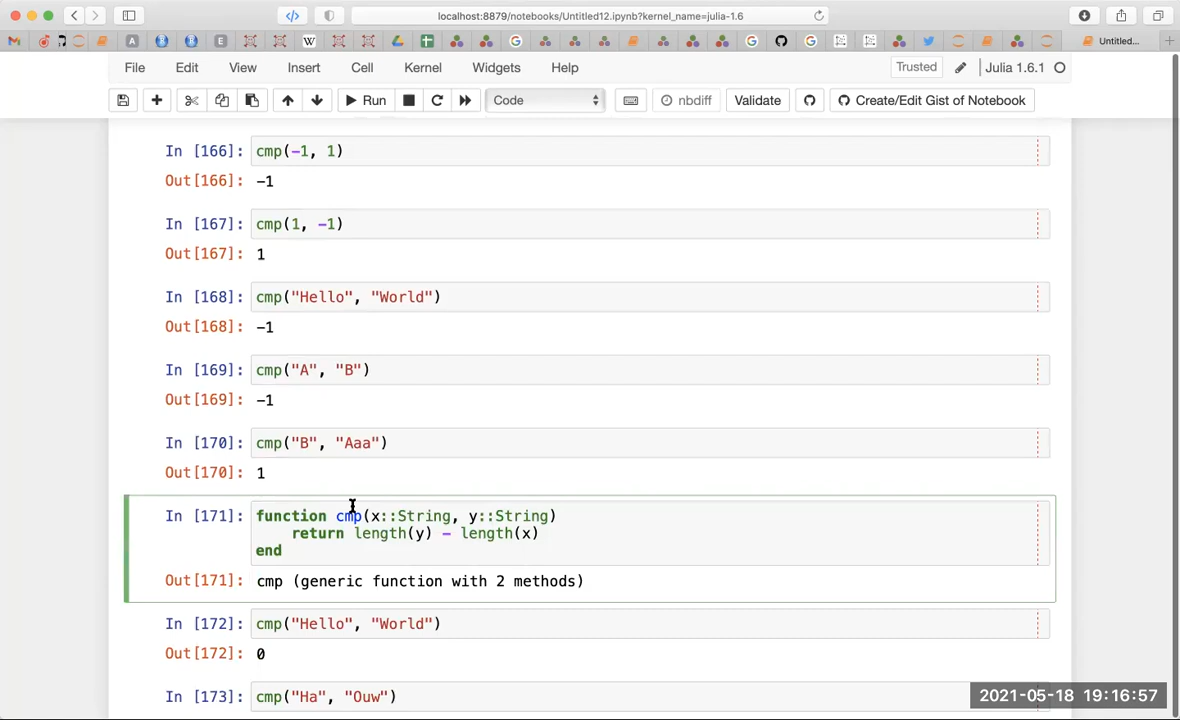 localhost:8879/notebooks/Untitled12.ipynb?kernel_name=julia-1.6
Untitled...
File Edit View Insert Cell Kernel Widgets Help Trusted Julia 1.6.1
Run Code nbdiff Validate Create/Edit Gist of Notebook
In [166]: cmp(-1, 1)
Out[166]: -1
In [167]: cmp(1, -1)
Out[167]: 1
In [168]: cmp("Hello", "World")
Out[168]: -1
In [169]: cmp("A", "B")
Out[169]: -1
In [170]: cmp("B", "Aaa")
Out[170]: 1
In [171]: function cmp(x::String, y::String)
return length(y) - length(x)
end
Out[171]: cmp (generic function with 2 methods)
In [172]: cmp("Hello", "World")
Out[172]: 0
In [173]: cmp("Ha", "Ouw")
2021-05-18 19:16:57